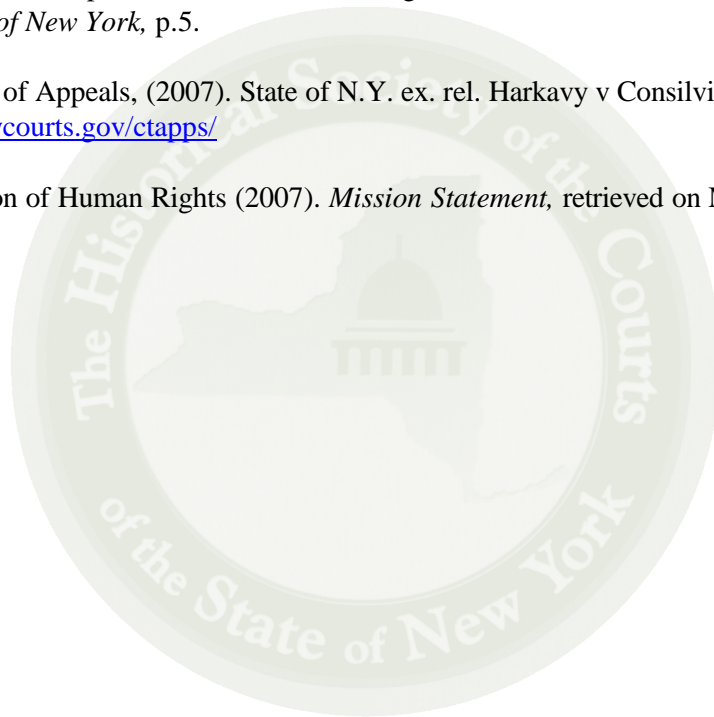 of New York, p.5.
of Appeals, (2007). State of N.Y. ex. rel. Harkavy v Consilvi
courts.gov/ctapps/
on of Human Rights (2007). Mission Statement, retrieved on
The Historical Society of the Courts
of the State of New York